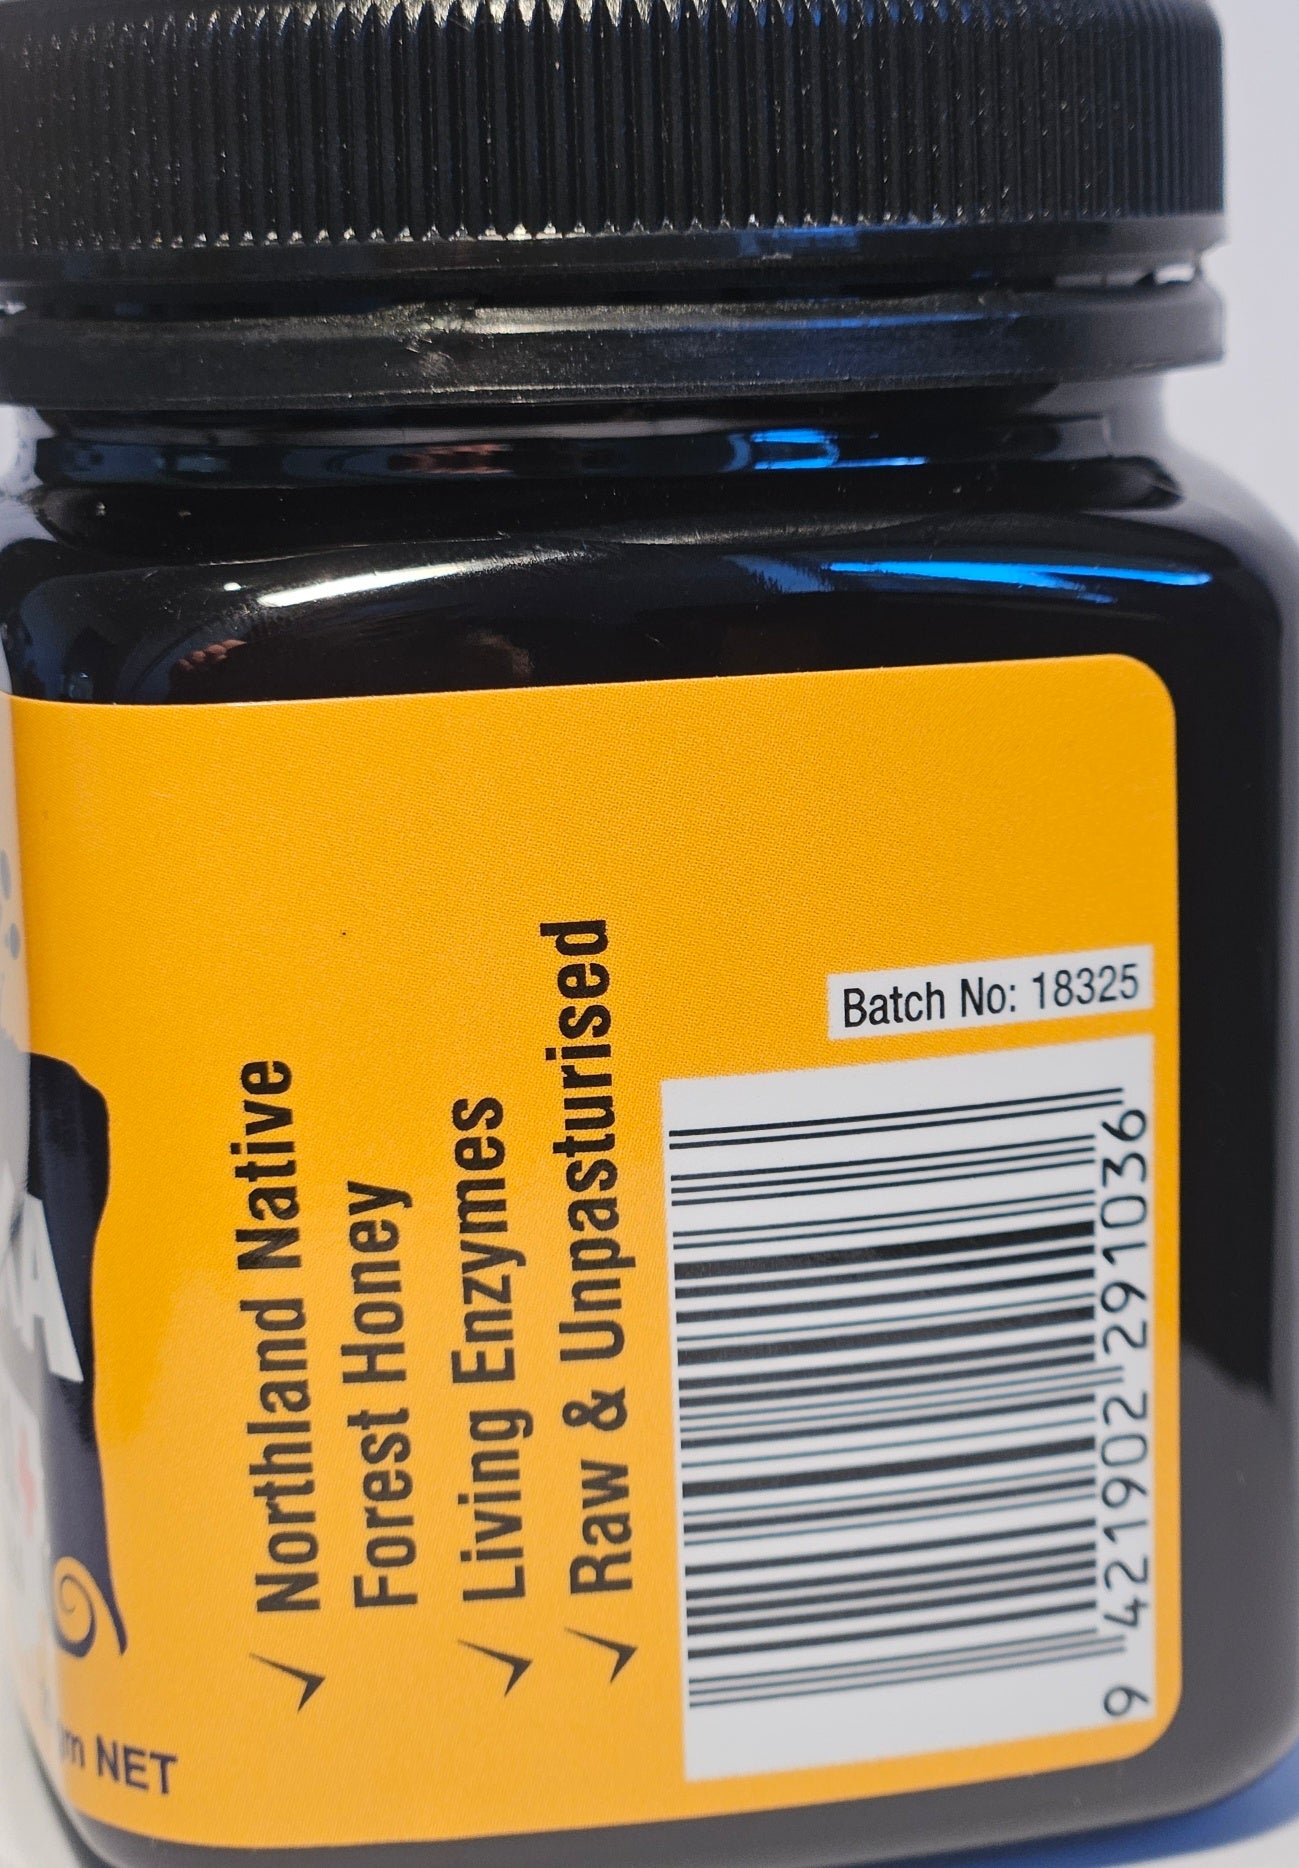 Northland Native
Forest Honey
Living Enzymes
Raw & Unpasturised
Batch No: 18325
9 421902 291036
NET